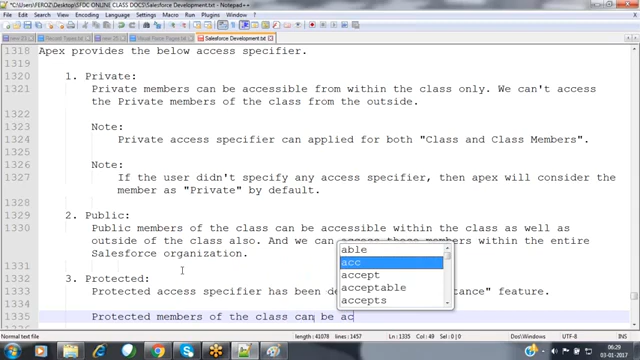 *C:\Users\FEROZ\Desktop\SFDC ONLINE CLASS DOCS\Salesforce Development.txt - Notepad++
File Edit Search View Encoding Language Settings Macro Run Plugins Window ?
Salesforce Development.txt
1318 Apex provides the below access specifier.
1319
1320 1. Private:
1321 Private members can be accessible from within the class only. We can't access
the Private members of the class from the outside.
1322
1323 Note:
1324 Private access specifier can applied for both "Class and Class Members".
1325
1326 Note:
1327 If the user didn't specify any access specifier, then apex will consider the
member as "Private" by default.
1328
1329 2. Public:
1330 Public members of the class can be accessible within the class as well as
outside of the class also. And we can access these members within the entire
Salesforce organization.
1331
1332 3. Protected:
1333 Protected access specifier has been de tance" feature.
1334
1335 Protected members of the class can be ac
able
acc
accept
acceptable
accepts
Normal text file
length : 41078 lines : 1335
Ln : 1335 Col : 49 Sel : 0 | 0
Dos\Windows
UTF-8
INS
06:29
03-01-2017